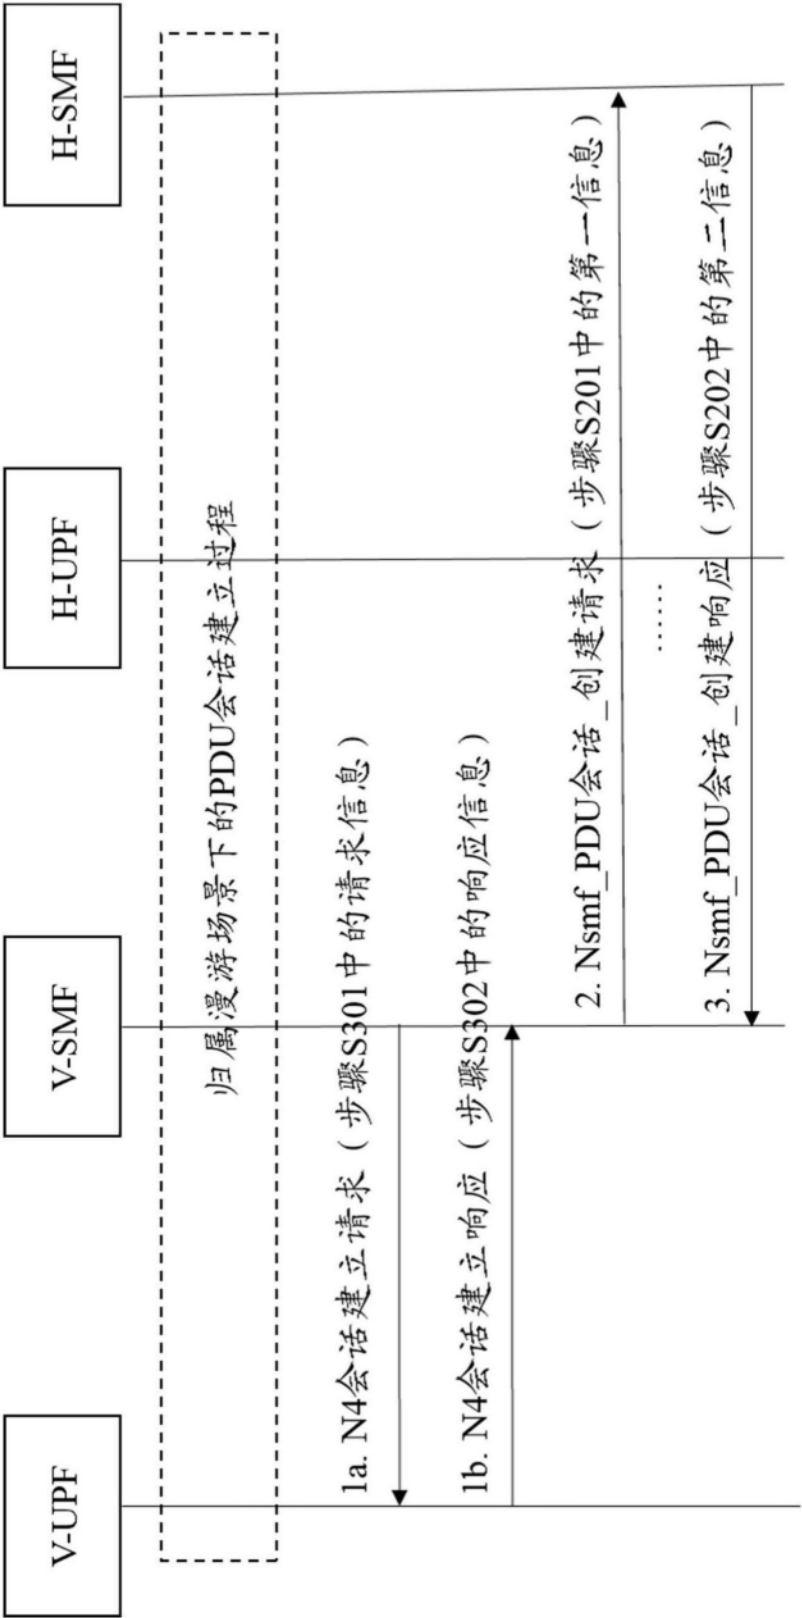 V-UPF
V-SMF
H-UPF
H-SMF
归属漫游场景下的PDU会话建立过程
1a. N4会话建立请求（步骤S301中的请求信息）
1b. N4会话建立响应（步骤S302中的响应信息）
2. Nsmf_PDU会话_创建请求（步骤S201中的第一信息）
......
3. Nsmf_PDU会话_创建响应（步骤S202中的第二信息）